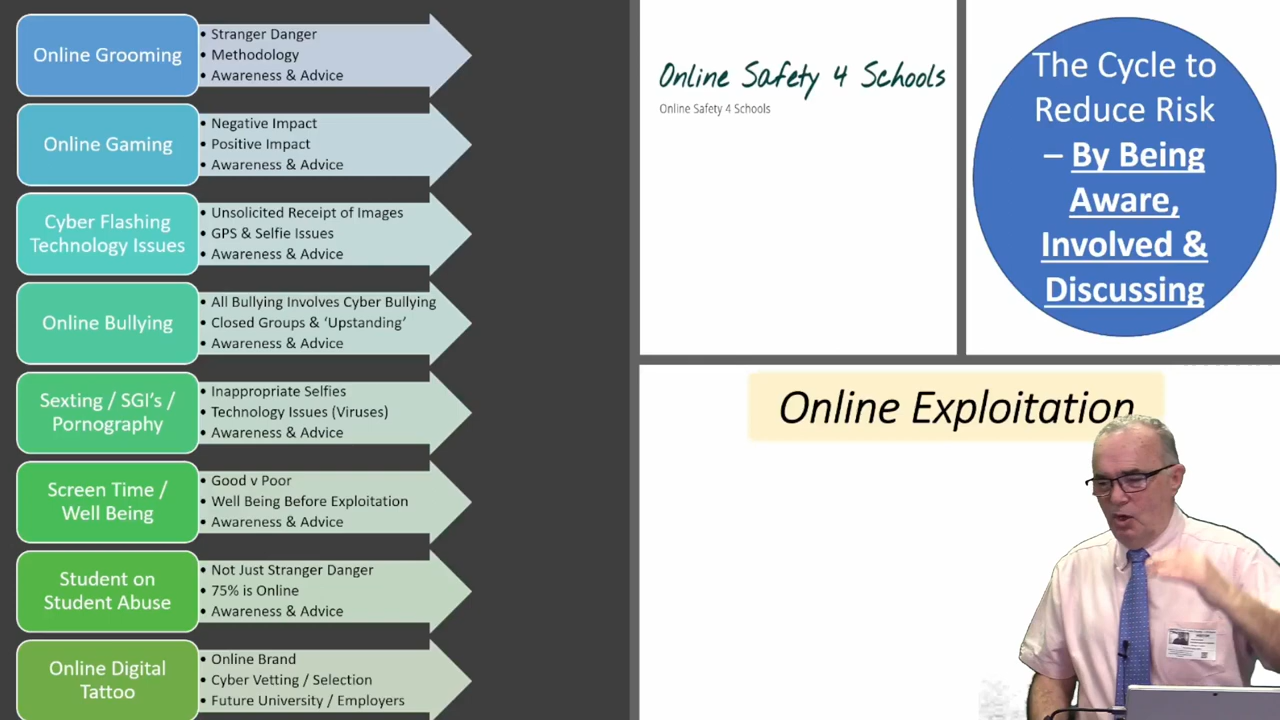 Online Grooming
• Stranger Danger
• Methodology
• Awareness & Advice
Online Gaming
• Negative Impact
• Positive Impact
• Awareness & Advice
Cyber Flashing
Technology Issues
• Unsolicited Receipt of Images
• GPS & Selfie Issues
• Awareness & Advice
Online Bullying
• All Bullying Involves Cyber Bullying
• Closed Groups & ‘Upstanding’
• Awareness & Advice
Sexting / SGI’s /
Pornography
• Inappropriate Selfies
• Technology Issues (Viruses)
• Awareness & Advice
Screen Time /
Well Being
• Good v Poor
• Well Being Before Exploitation
• Awareness & Advice
Student on
Student Abuse
• Not Just Stranger Danger
• 75% is Online
• Awareness & Advice
Online Digital
Tattoo
• Online Brand
• Cyber Vetting / Selection
• Future University / Employers
Online Safety 4 Schools
Online Safety 4 Schools
The Cycle to
Reduce Risk
– By Being
Aware,
Involved &
Discussing
Online Exploitation